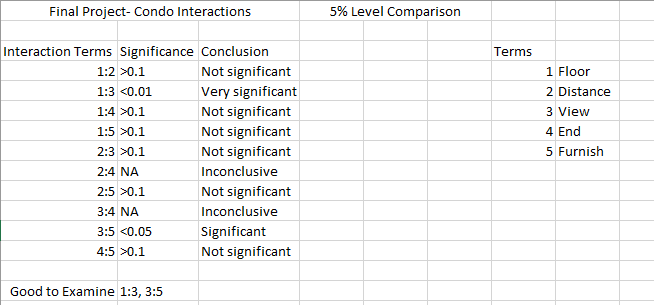 Final Project- Condo Interactions 5% Level Comparison
Interaction Terms Significance Conclusion Terms
1:2 >0.1 Not significant 1 Floor
1:3 <0.01 Very significant 2 Distance
1:4 >0.1 Not significant 3 View
1:5 >0.1 Not significant 4 End
2:3 >0.1 Not significant 5 Furnish
2:4 NA Inconclusive
2:5 >0.1 Not significant
3:4 NA Inconclusive
3:5 <0.05 Significant
4:5 >0.1 Not significant
Good to Examine 1:3, 3:5